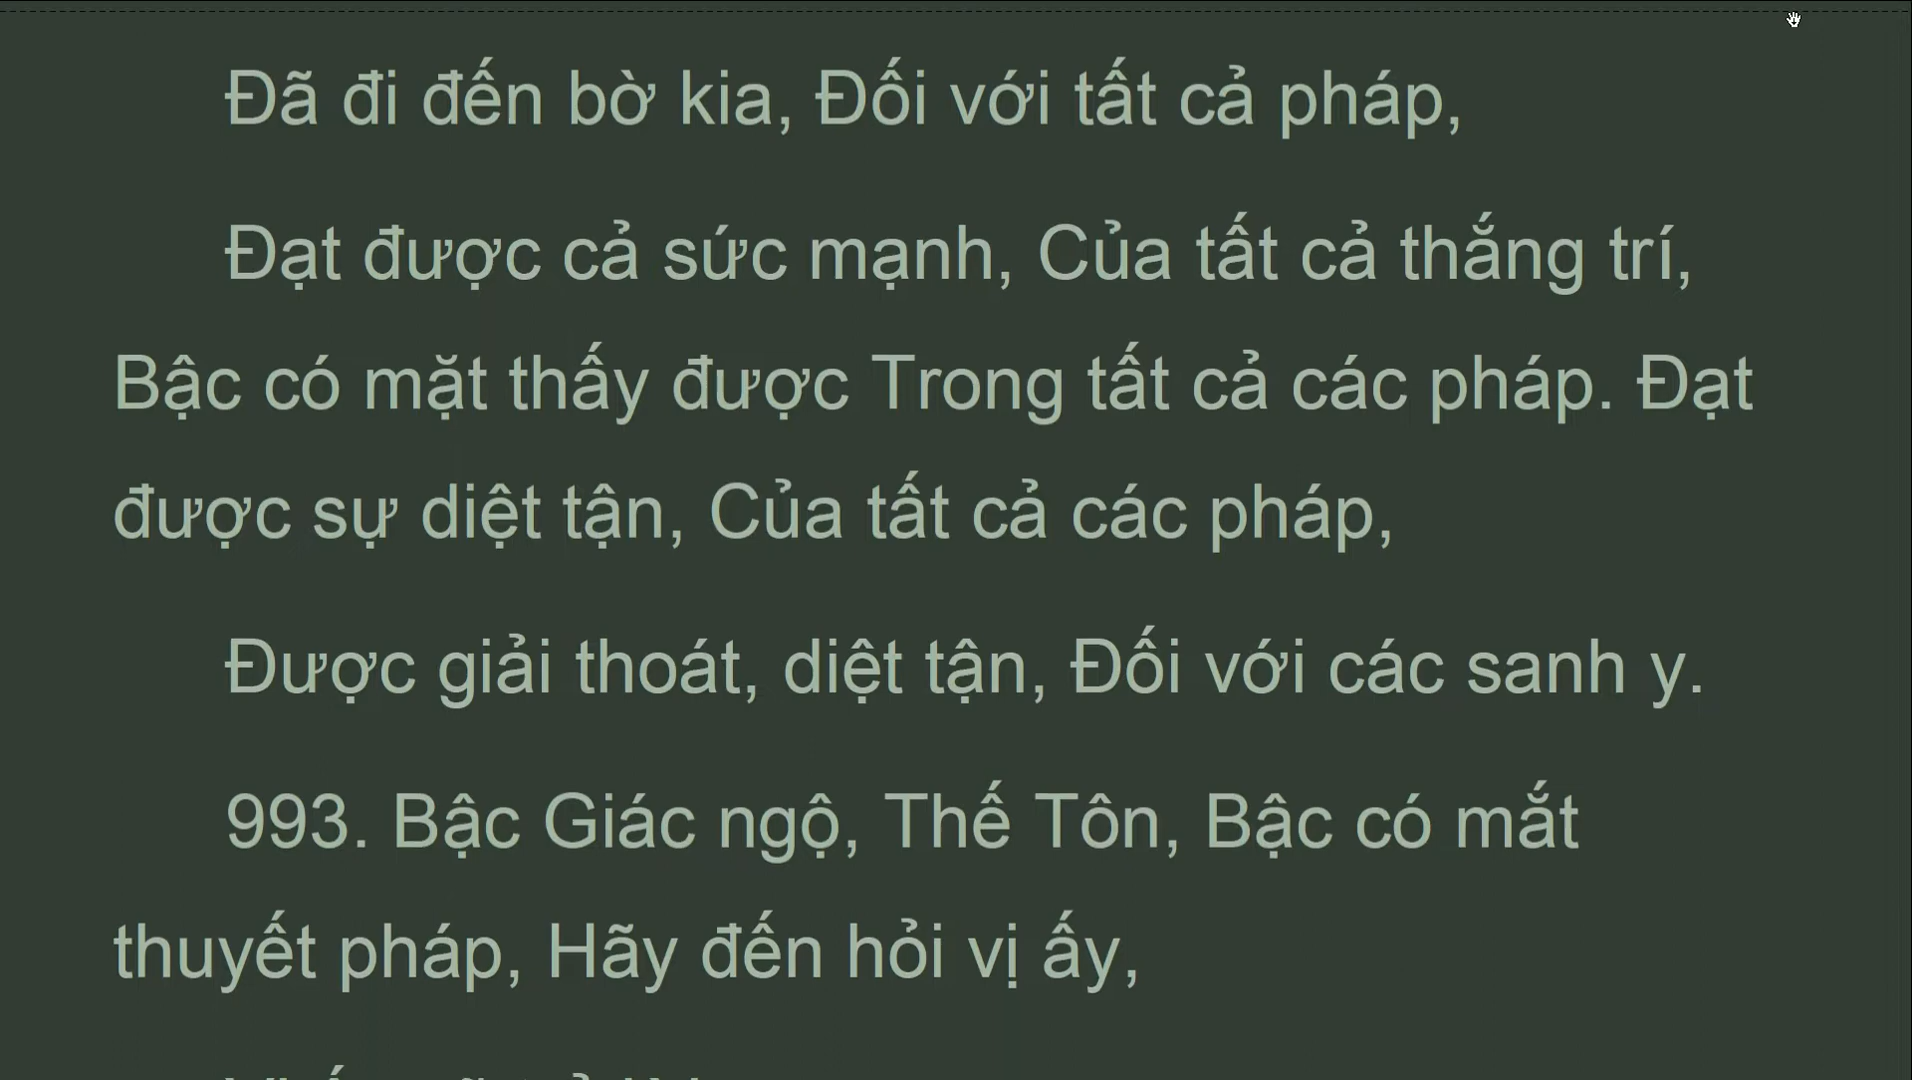 Đã đi đến bờ kia, Đối với tất cả pháp,
Đạt được cả sức mạnh, Của tất cả thắng trí,
Bậc có mặt thấy được Trong tất cả các pháp. Đạt
được sự diệt tận, Của tất cả các pháp,
Được giải thoát, diệt tận, Đối với các sanh y.
993. Bậc Giác ngộ, Thế Tôn, Bậc có mắt
thuyết pháp, Hãy đến hỏi vị ấy,